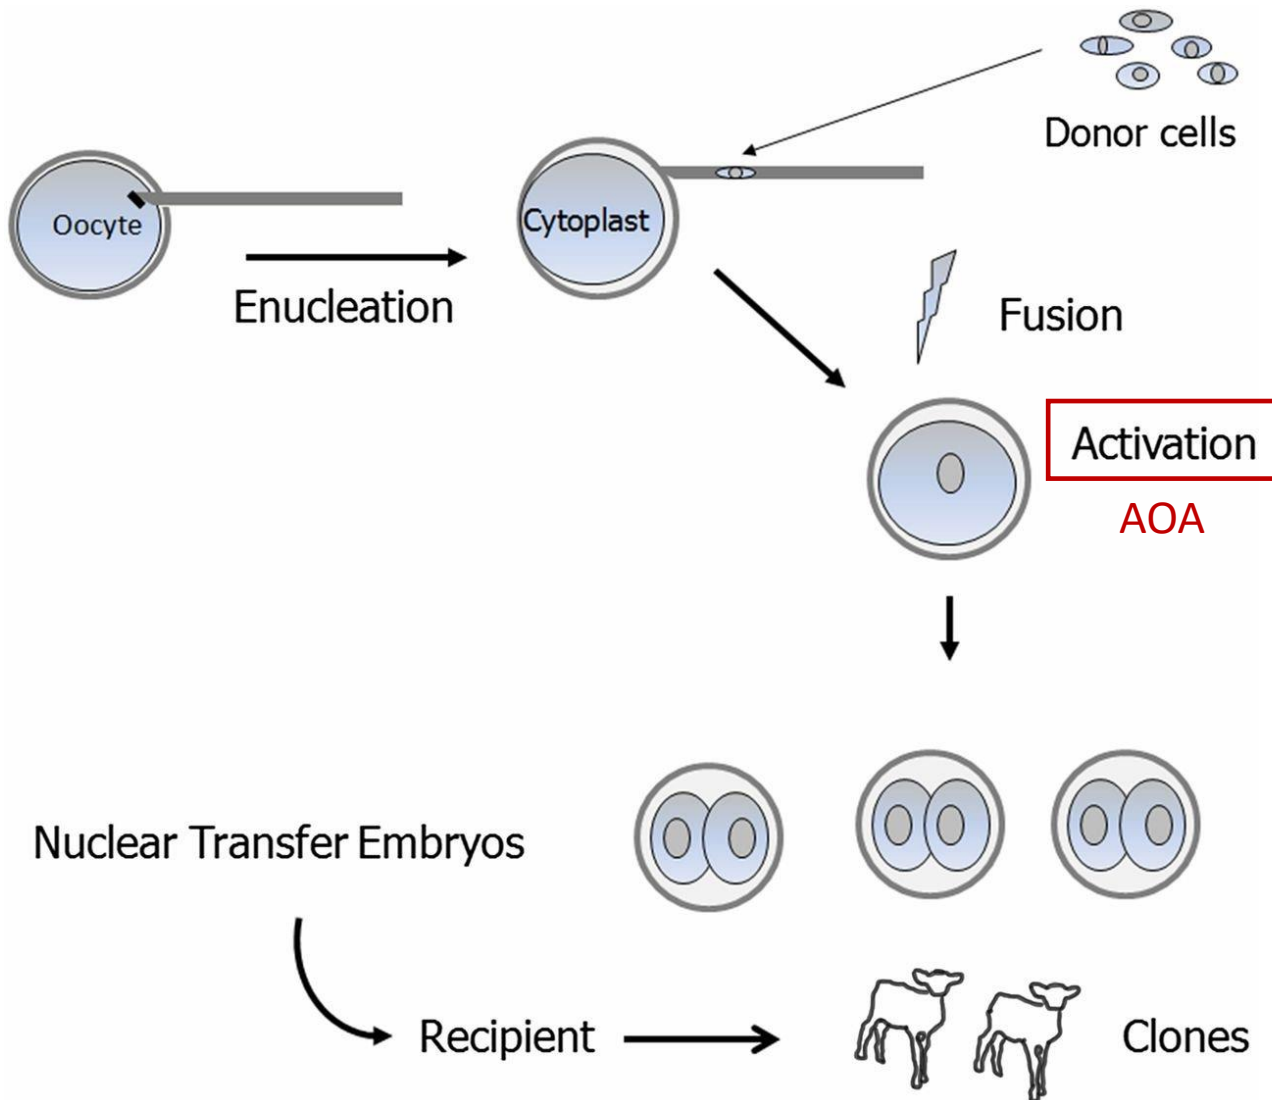 Donor cells
Oocyte
Cytoplast
Enucleation
Fusion
Activation
AOA
Nuclear Transfer Embryos
Recipient
Clones